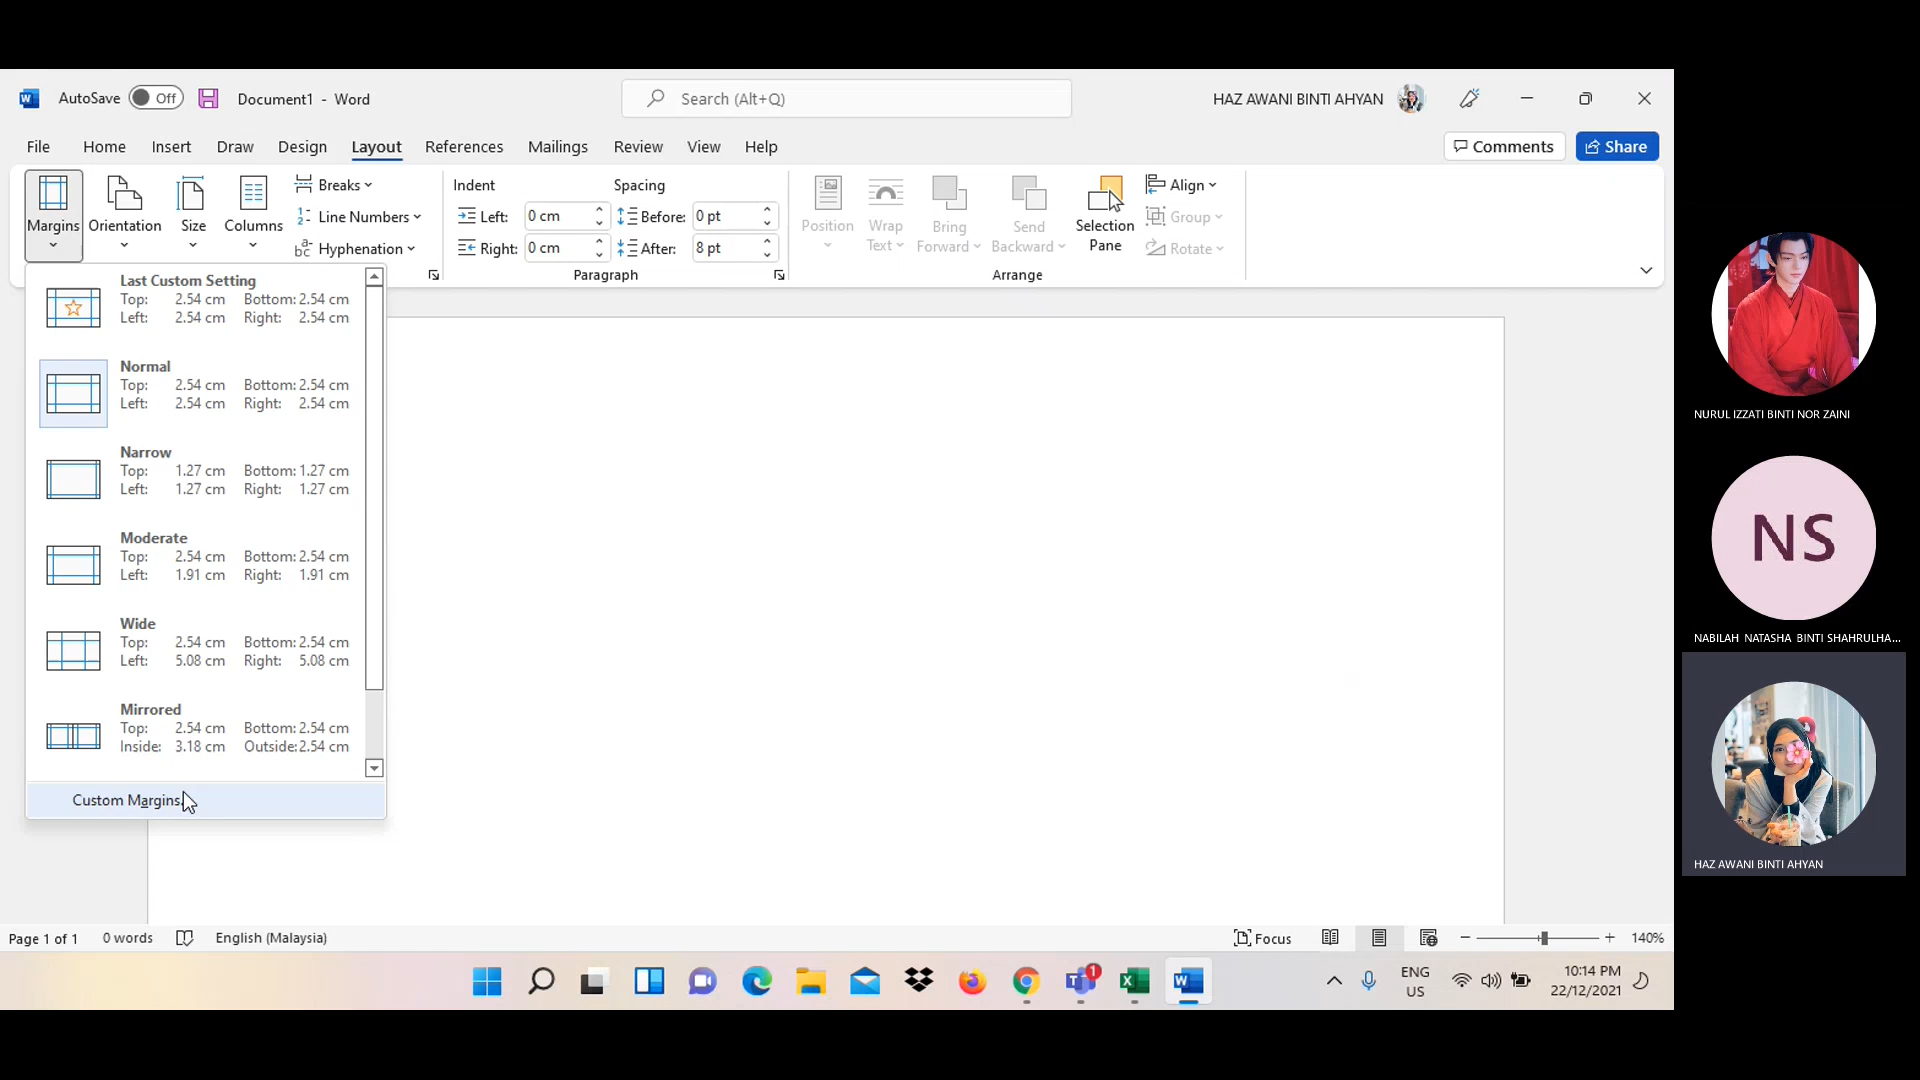 AutoSave Off Document1 - Word Search (Alt+Q) HAZ AWANI BINTI AHYAN
File Home Insert Draw Design Layout References Mailings Review View Help Comments Share
Margins Orientation Size Columns
Breaks
Line Numbers
Hyphenation
Indent
Left: 0 cm
Right: 0 cm
Spacing
Before: 0 pt
After: 8 pt
Paragraph
Position
Wrap
Text
Bring
Forward
Send
Backward
Selection
Pane
Align
Group
Rotate
Arrange
Last Custom Setting
Top: 2.54 cm Bottom: 2.54 cm
Left: 2.54 cm Right: 2.54 cm
Normal
Top: 2.54 cm Bottom: 2.54 cm
Left: 2.54 cm Right: 2.54 cm
Narrow
Top: 1.27 cm Bottom: 1.27 cm
Left: 1.27 cm Right: 1.27 cm
Moderate
Top: 2.54 cm Bottom: 2.54 cm
Left: 1.91 cm Right: 1.91 cm
Wide
Top: 2.54 cm Bottom: 2.54 cm
Left: 5.08 cm Right: 5.08 cm
Mirrored
Top: 2.54 cm Bottom: 2.54 cm
Inside: 3.18 cm Outside: 2.54 cm
Custom Margins
Page 1 of 1 0 words English (Malaysia) Focus 140%
1
ENG
US
10:14 PM
22/12/2021
NURUL IZZATI BINTI NOR ZAINI
NS
NABILAH NATASHA BINTI SHAHRULHA...
HAZ AWANI BINTI AHYAN